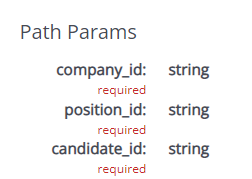 Path Params
company_id: string
required
position_id: string
required
candidate_id: string
required